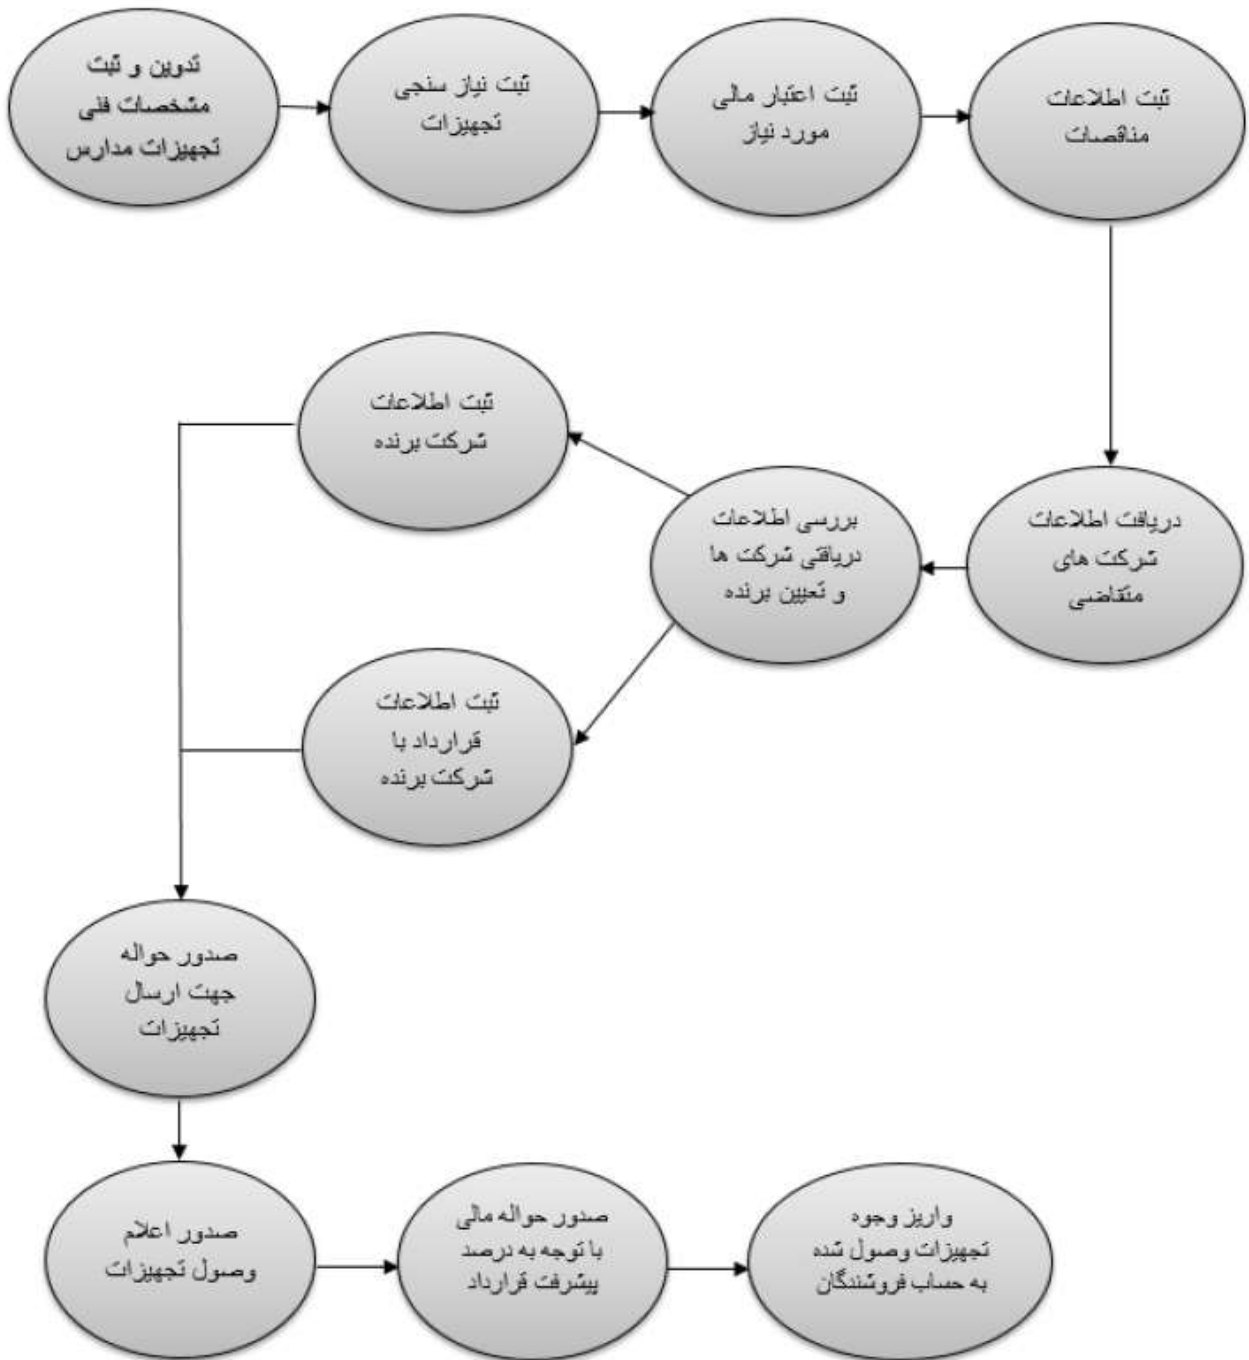 تدوین و ثبت
مشخصات فنی
تجهیزات مدارس
ثبت نیاز سنجی
تجهیزات
ثبت اعتبار مالی
مورد نیاز
ثبت اطلاعات
مناقصات
دریافت اطلاعات
شرکت های
متقاضی
بررسی اطلاعات
دریافتی شرکت ها
و تعیین برنده
ثبت اطلاعات
شرکت برنده
ثبت اطلاعات
قرارداد با
شرکت برنده
صدور حواله
جهت ارسال
تجهیزات
صدور اعلام
وصول تجهیزات
صدور حواله مالی
با توجه به درصد
پیشرفت قرارداد
واریز وجوه
تجهیزات وصول شده
به حساب فروشندگان